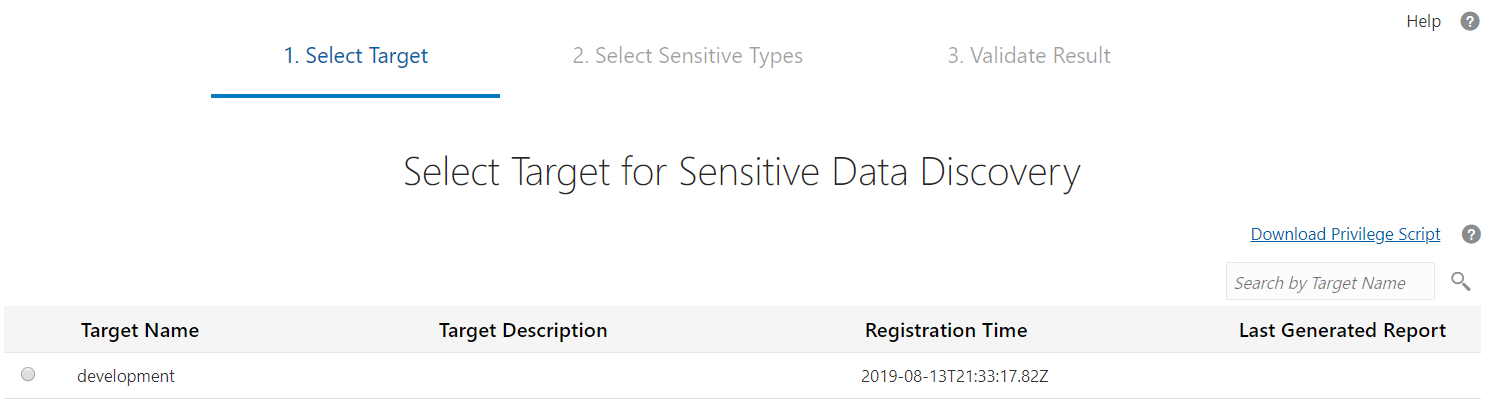 Help ?
1. Select Target 2. Select Sensitive Types 3. Validate Result
Select Target for Sensitive Data Discovery
Download Privilege Script ?
Search by Target Name
Target Name Target Description Registration Time Last Generated Report
development 2019-08-13T21:33:17.82Z